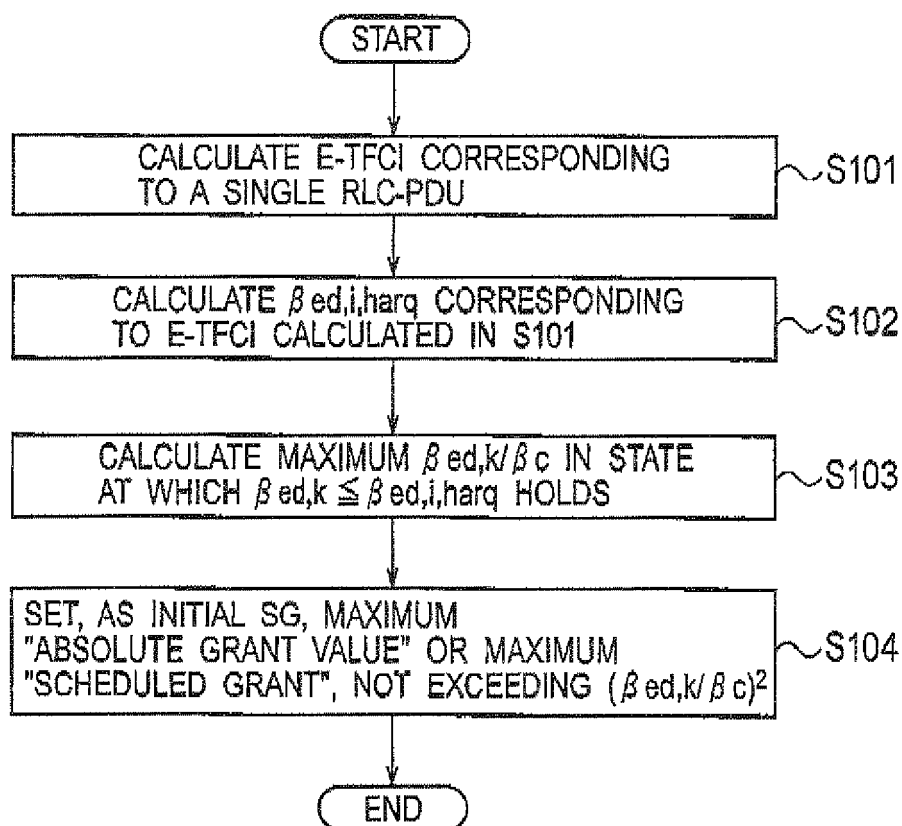 START
CALCULATE E-TFCI CORRESPONDING
TO A SINGLE RLC-PDU
S101
CALCULATE βed,i,harq CORRESPONDING
TO E-TFCI CALCULATED IN S101
S102
CALCULATE MAXIMUM βed,k/βc IN STATE
AT WHICH βed,k ≦ βed,i,harq HOLDS
S103
SET, AS INITIAL SG, MAXIMUM
"ABSOLUTE GRANT VALUE" OR MAXIMUM
"SCHEDULED GRANT", NOT EXCEEDING (βed,k/βc)²
S104
END